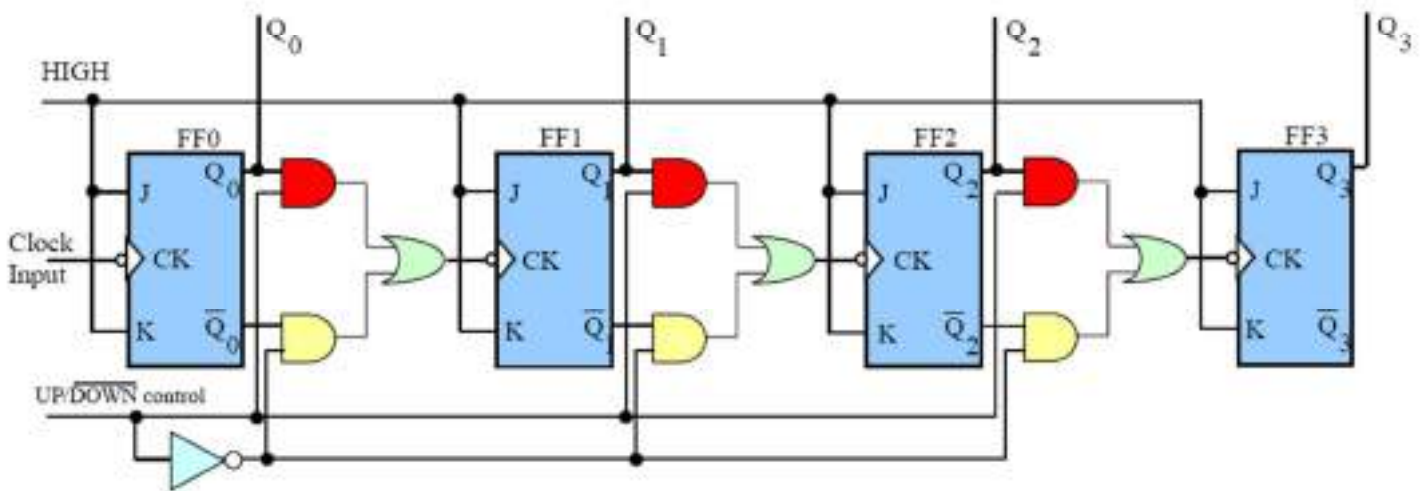 Q0
Q1
Q2
Q3
HIGH
FF0
FF1
FF2
FF3
J
Q0
J
Q1
J
Q2
J
Q3
Clock
Input
CK
CK
CK
CK
K
Q̅0
K
Q̅1
K
Q̅2
K
Q̅3
UP/D̅O̅W̅N̅ control